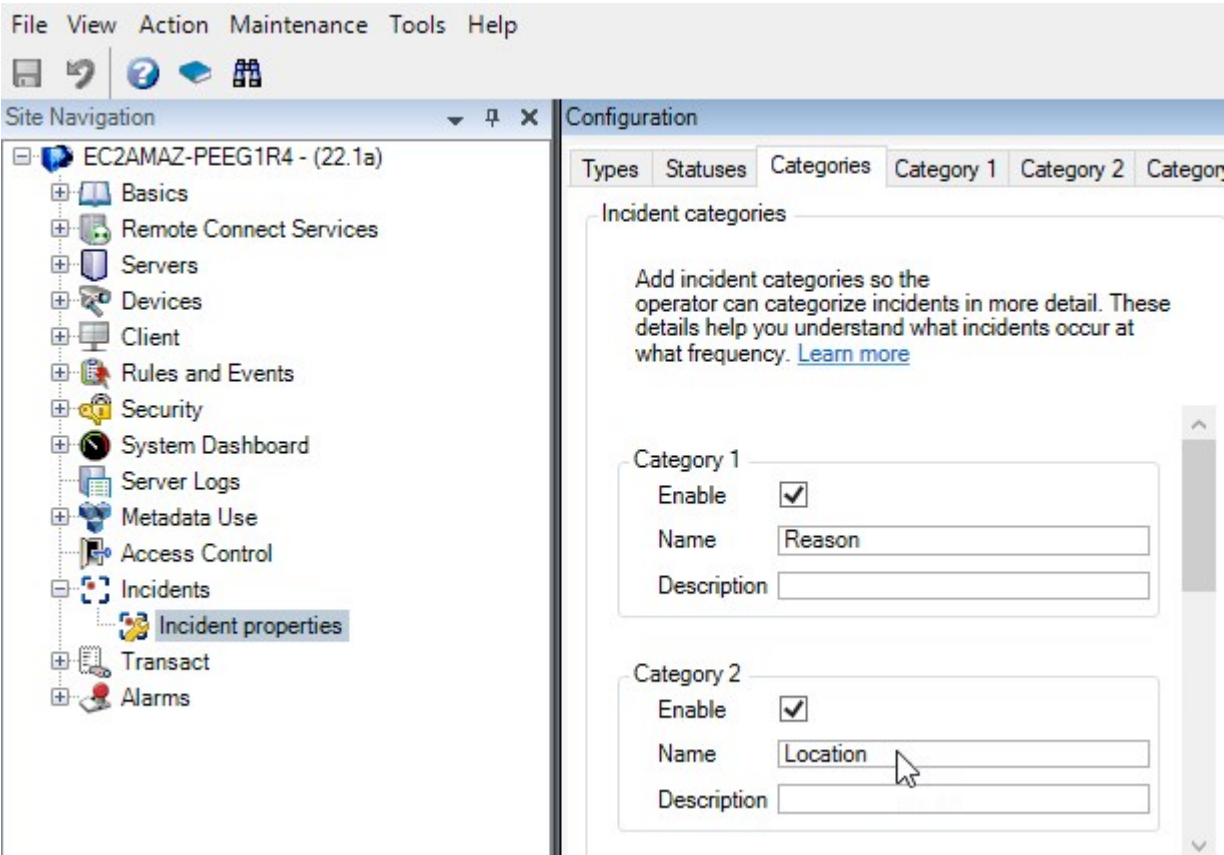 File View Action Maintenance Tools Help
Site Navigation
EC2AMAZ-PEEG1R4 - (22.1a)
Basics
Remote Connect Services
Servers
Devices
Client
Rules and Events
Security
System Dashboard
Server Logs
Metadata Use
Access Control
Incidents
Incident properties
Transact
Alarms
Configuration
Types Statuses Categories Category 1 Category 2 Category
Incident categories
Add incident categories so the
operator can categorize incidents in more detail. These
details help you understand what incidents occur at
what frequency. Learn more
Category 1
Enable
Name Reason
Description
Category 2
Enable
Name Location
Description